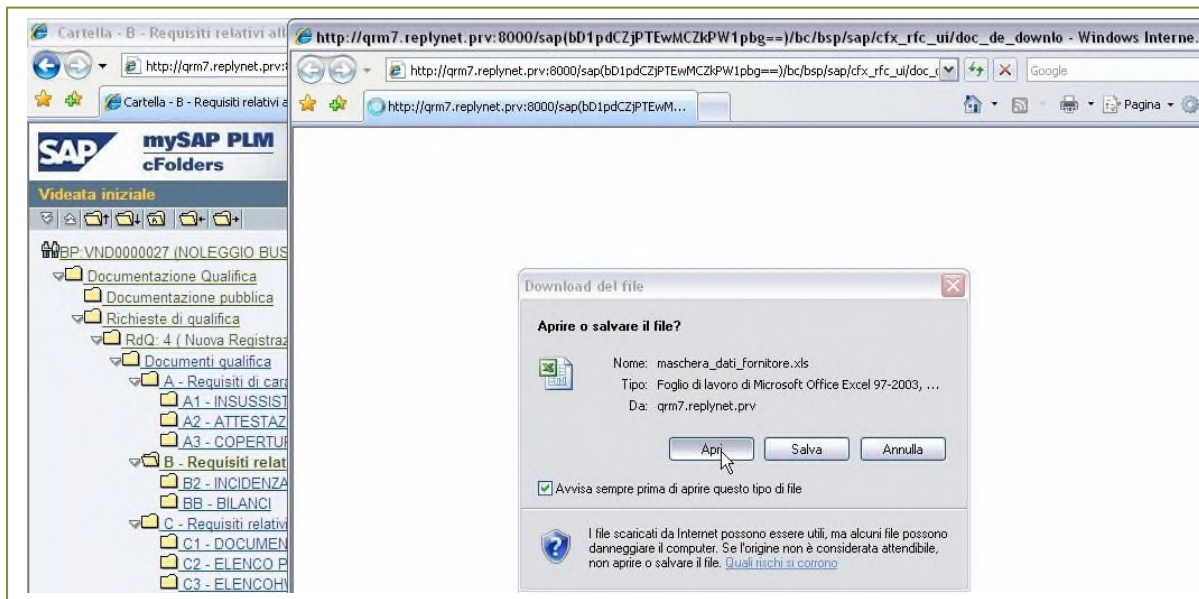 Cartella - B - Requisiti relativi all
http://qrm7.replynet.prv:8000/sap(bD1pdCZjPTEwMCZkPW1pbg==)/bc/bsp/sap/cfx_rfc_ui/doc_de_downlo - Windows Interne.
http://qrm7.replynet.prv:
http://qrm7.replynet.prv:8000/sap(bD1pdCZjPTEwMCZkPW1pbg==)/bc/bsp/sap/cfx_rfc_ui/doc_
Google
Cartella - B - Requisiti relativi a
http://qrm7.replynet.prv:8000/sap(bD1pdCZjPTEwM...
Pagina
SAP
mySAP PLM
cFolders
Videata iniziale
BP:VND0000027 (NOLEGGIO BUS
Documentazione Qualifica
Documentazione pubblica
Richieste di qualifica
RdQ: 4 ( Nuova Registraz
Documenti qualifica
A - Requisiti di cara
A1 - INSUSSIST
A2 - ATTESTAZ
A3 - COPERTUR
B - Requisiti relat
B2 - INCIDENZA
BB - BILANCI
C - Requisiti relativi
C1 - DOCUMEN
C2 - ELENCO P
C3 - ELENCOHW
Download del file
Aprire o salvare il file?
Nome: maschera_dati_fornitore.xls
Tipo: Foglio di lavoro di Microsoft Office Excel 97-2003, ...
Da: qrm7.replynet.prv
Apri
Salva
Annulla
Avvisa sempre prima di aprire questo tipo di file
I file scaricati da Internet possono essere utili, ma alcuni file possono
danneggiare il computer. Se l'origine non è considerata attendibile,
non aprire o salvare il file. Quali rischi si corrono